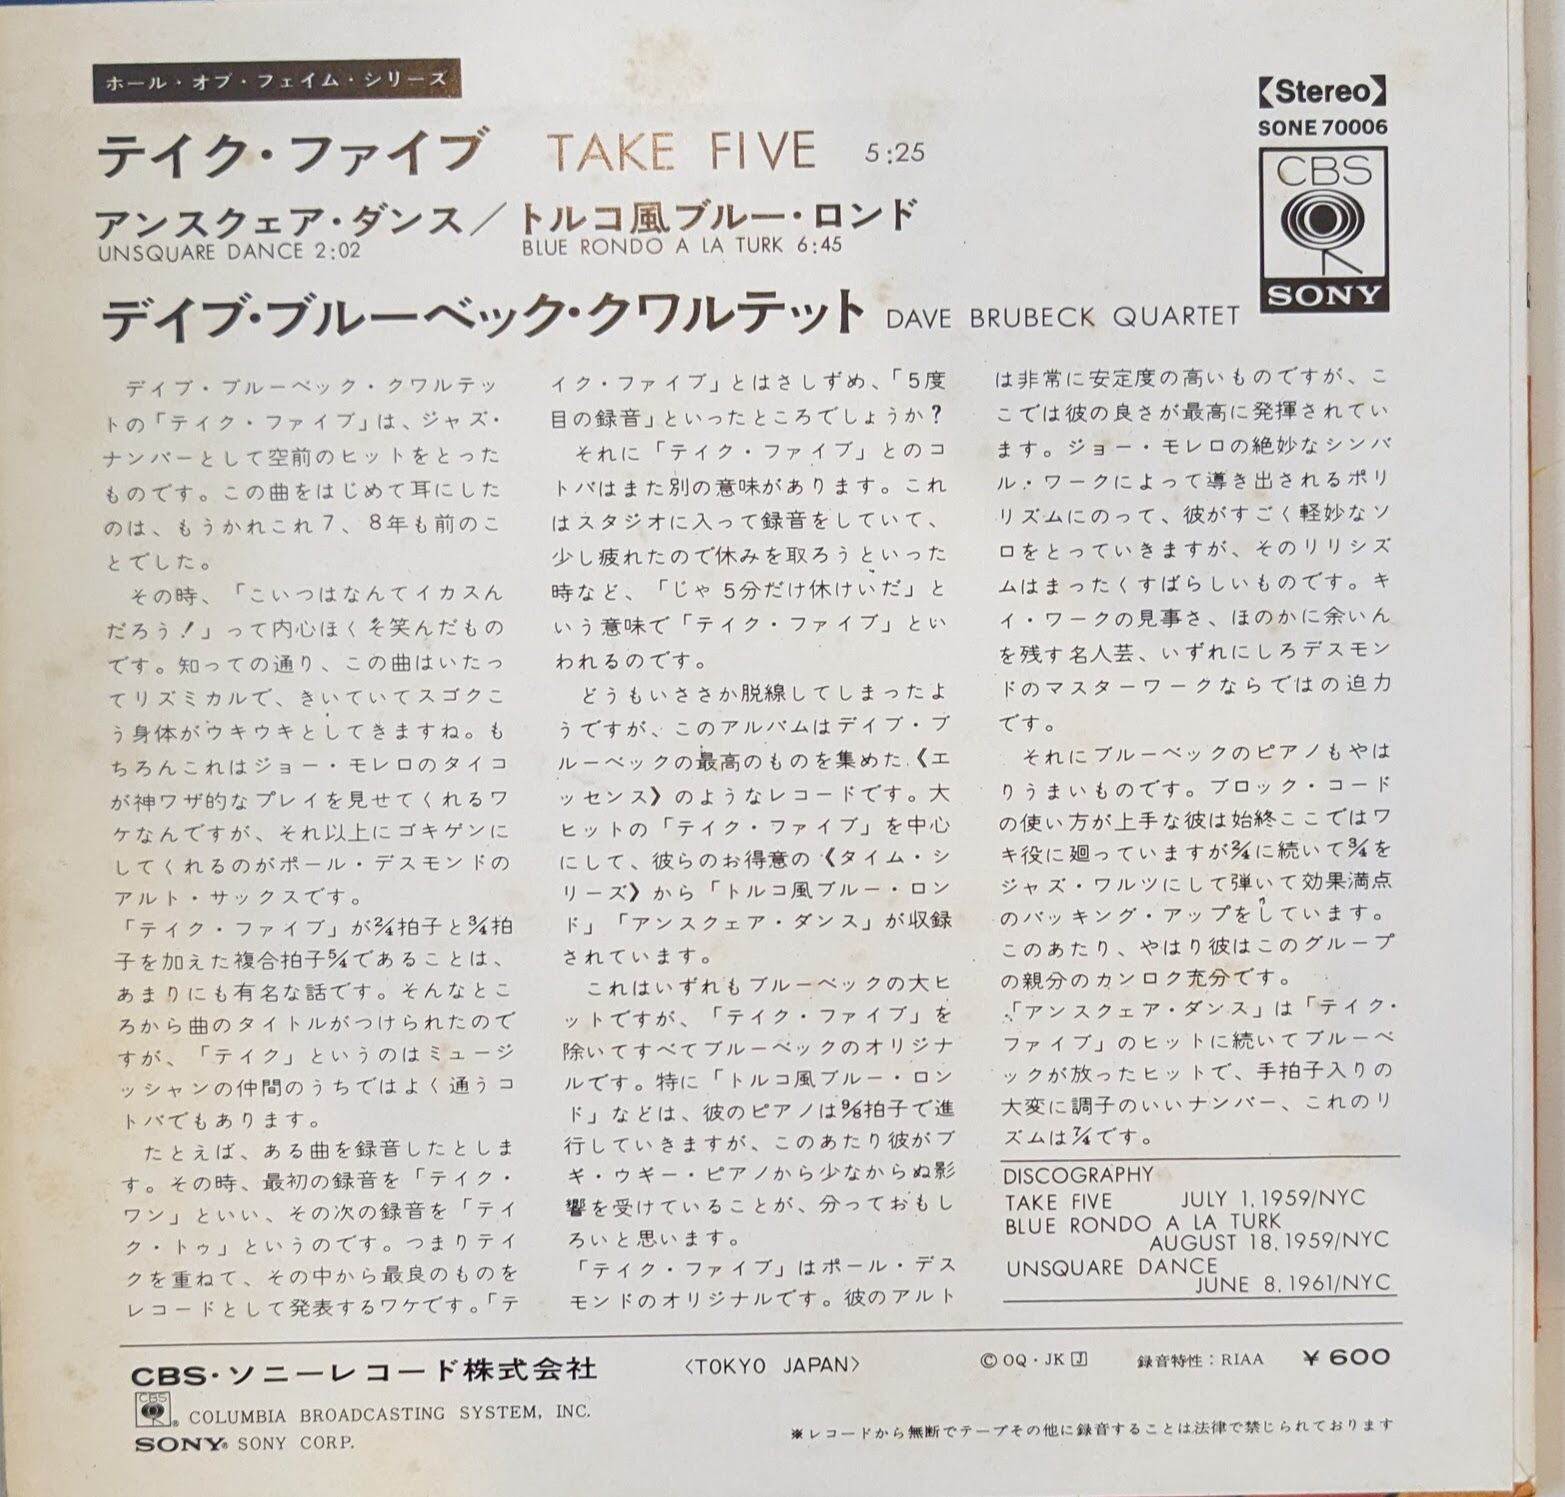 ホール・オブ・フェイム・シリーズ
【Stereo】
SONE 70006
CBS
SONY
テイク・ファイブ TAKE FIVE 5:25
アンスクェア・ダンス／トルコ風ブルー・ロンド
UNSQUARE DANCE 2:02 BLUE RONDO A LA TURK 6:45
デイブ・ブルーベック・クワルテット DAVE BRUBECK QUARTET
デイブ・ブルーベック・クワルテッ
トの「テイク・ファイブ」は、ジャズ・
ナンバーとして空前のヒットをとった
ものです。この曲をはじめて耳にした
のは、もうかれこれ7、8年も前のこ
とでした。
その時、「こいつはなんてイカスん
だろう！」って内心ほくそ笑んだもの
です。知っての通り、この曲はいたっ
てリズミカルで、きいていてスゴクこ
う身体がウキウキとしてきますね。も
ちろんこれはジョー・モレロのタイコ
が神ワザ的なプレイを見せてくれるワ
ケなんですが、それ以上にゴキゲンに
してくれるのがポール・デスモンドの
アルト・サックスです。
「テイク・ファイブ」が2/4拍子と3/4拍
子を加えた複合拍子5/4であることは、
あまりにも有名な話です。そんなとこ
ろから曲のタイトルがつけられたので
すが、「テイク」というのはミュージ
ッシャンの仲間のうちではよく通うコ
トバでもあります。
たとえば、ある曲を録音したとしま
す。その時、最初の録音を「テイク・
ワン」といい、その次の録音を「テイ
ク・トゥ」というのです。つまりテイ
クを重ねて、その中から最良のものを
レコードとして発表するワケです。「テ
イク・ファイブ」とはさしずめ、「5度
目の録音」といったところでしょうか？
それに「テイク・ファイブ」とのコ
トバはまた別の意味があります。これ
はスタジオに入って録音をしていて、
少し疲れたので休みを取ろうといった
時など、「じゃ 5分だけ休けいだ」と
いう意味で「テイク・ファイブ」とい
われるのです。
どうもいささか脱線してしまったよ
うですが、このアルバムはデイブ・ブ
ルーベックの最高のものを集めた《エ
ッセンス》のようなレコードです。大
ヒットの「テイク・ファイブ」を中心
にして、彼らのお得意の《タイム・シ
リーズ》から「トルコ風ブルー・ロン
ド」「アンスクェア・ダンス」が収録
されています。
これはいずれもブルーベックの大ヒ
ットですが、「テイク・ファイブ」を
除いてすべてブルーベックのオリジナ
ルです。特に「トルコ風ブルー・ロン
ド」などは、彼のピアノは9/8拍子で進
行していきますが、このあたり彼がブ
ギ・ウギー・ピアノから少なからぬ影
響を受けていることが、分っておもし
ろいと思います。
「テイク・ファイブ」はポール・デス
モンドのオリジナルです。彼のアルト
は非常に安定度の高いものですが、こ
こでは彼の良さが最高に発揮されてい
ます。ジョー・モレロの絶妙なシンバ
ル・ワークによって導き出されるポリ
リズムにのって、彼がすごく軽妙なソ
ロをとっていきますが、そのリリシズ
ムはまったくすばらしいものです。キ
イ・ワークの見事さ、ほのかに余いん
を残す名人芸、いずれにしろデスモン
ドのマスターワークならではの迫力
です。
それにブルーベックのピアノもやは
りうまいものです。ブロック・コード
の使い方が上手な彼は始終ここではワ
キ役に廻っていますが2/4に続いて3/4を
ジャズ・ワルツにして弾いて効果満点
のバッキング・アップをしています。
このあたり、やはり彼はこのグループ
の親分のカンロク充分です。
「アンスクェア・ダンス」は「テイク・
ファイブ」のヒットに続いてブルーベ
ックが放ったヒットで、手拍子入りの
大変に調子のいいナンバー、これのリ
ズムは7/4です。
DISCOGRAPHY
TAKE FIVE JULY 1,1959/NYC
BLUE RONDO A LA TURK
AUGUST 18,1959/NYC
UNSQUARE DANCE
JUNE 8,1961/NYC
CBS・ソニーレコード株式会社 〈TOKYO JAPAN〉 ©OQ・JK J 録音特性：RIAA ￥600
CBS ® COLUMBIA BROADCASTING SYSTEM, INC.
SONY® SONY CORP.
※レコードから無断でテープその他に録音することは法律で禁じられております